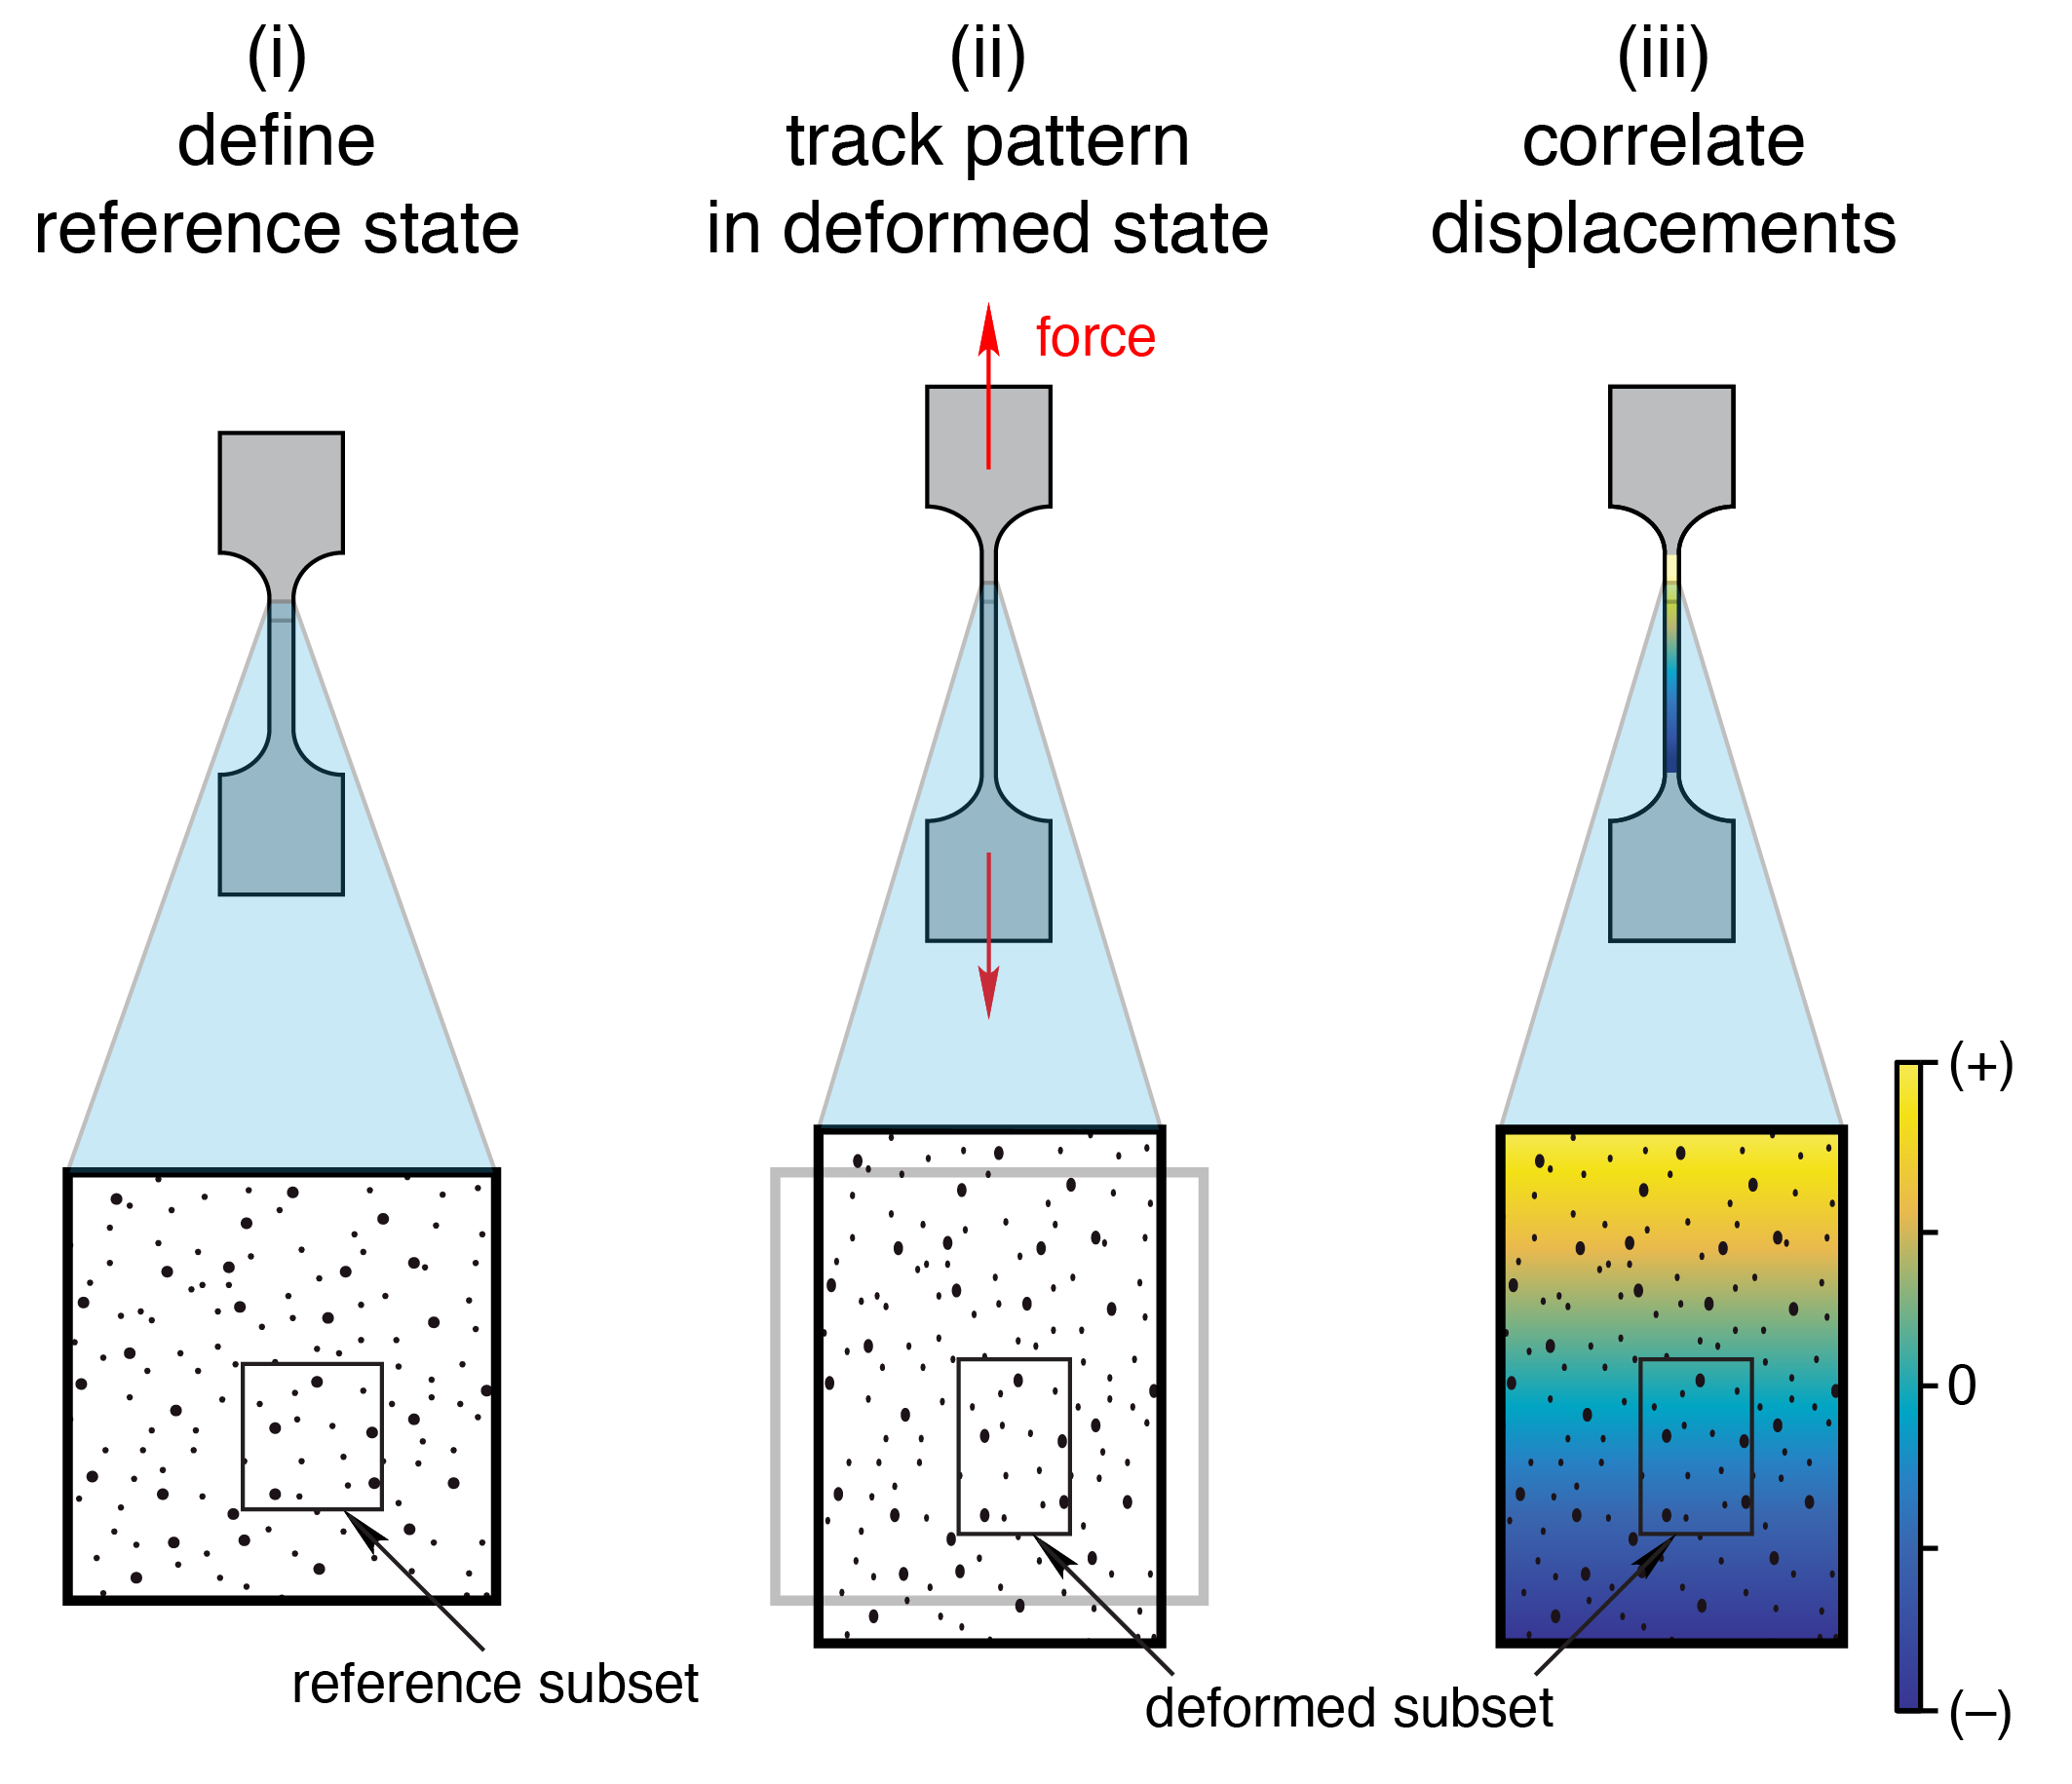 (i)
define
reference state
(ii)
track pattern
in deformed state
(iii)
correlate
displacements
force
(+)
0
(–)
reference subset
deformed subset